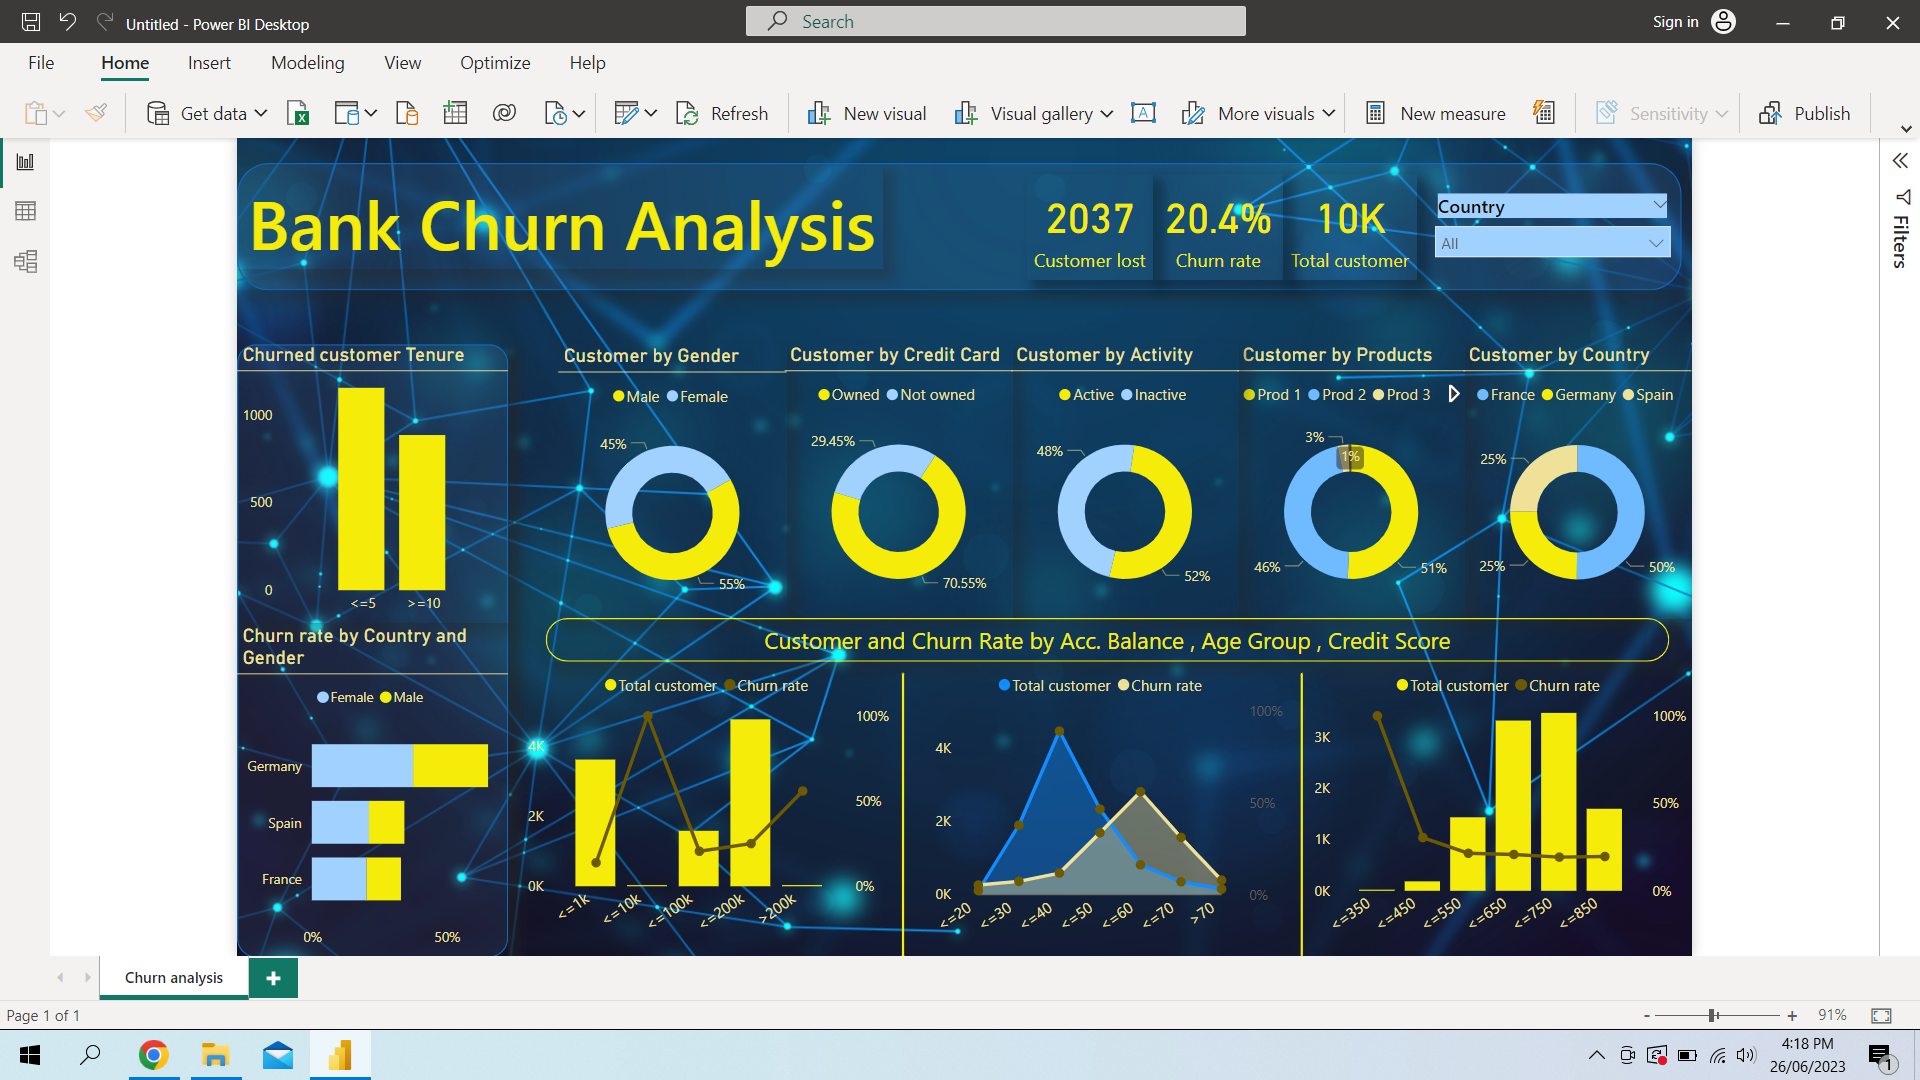 Untitled - Power BI Desktop
Search
Sign in
File Home Insert Modeling View Optimize Help
Get data
Refresh
New visual
Visual gallery
More visuals
New measure
Sensitivity
Publish
Bank Churn Analysis
2037
Customer lost
20.4%
Churn rate
10K
Total customer
Country
All
Filters
Churned customer Tenure
1000
500
0
<=5 >=10
Customer by Gender
Male Female
45%
55%
Customer by Credit Card
Owned Not owned
29.45%
70.55%
Customer by Activity
Active Inactive
48%
52%
Customer by Products
Prod 1 Prod 2 Prod 3
3%
1%
46%
51%
Customer by Country
France Germany Spain
25%
25%
50%
Churn rate by Country and
Gender
Female Male
Germany
Spain
France
0% 50%
Customer and Churn Rate by Acc. Balance , Age Group , Credit Score
Total customer Churn rate
4K
2K
0K
100%
50%
0%
<=1k <=10k <=100k <=200k >200k
Total customer Churn rate
4K
2K
0K
100%
50%
0%
<=20 <=30 <=40 <=50 <=60 <=70 >70
Total customer Churn rate
3K
2K
1K
0K
100%
50%
0%
<=350 <=450 <=550 <=650 <=750 <=850
Churn analysis
Page 1 of 1
- + 91%
4:18 PM
26/06/2023
1